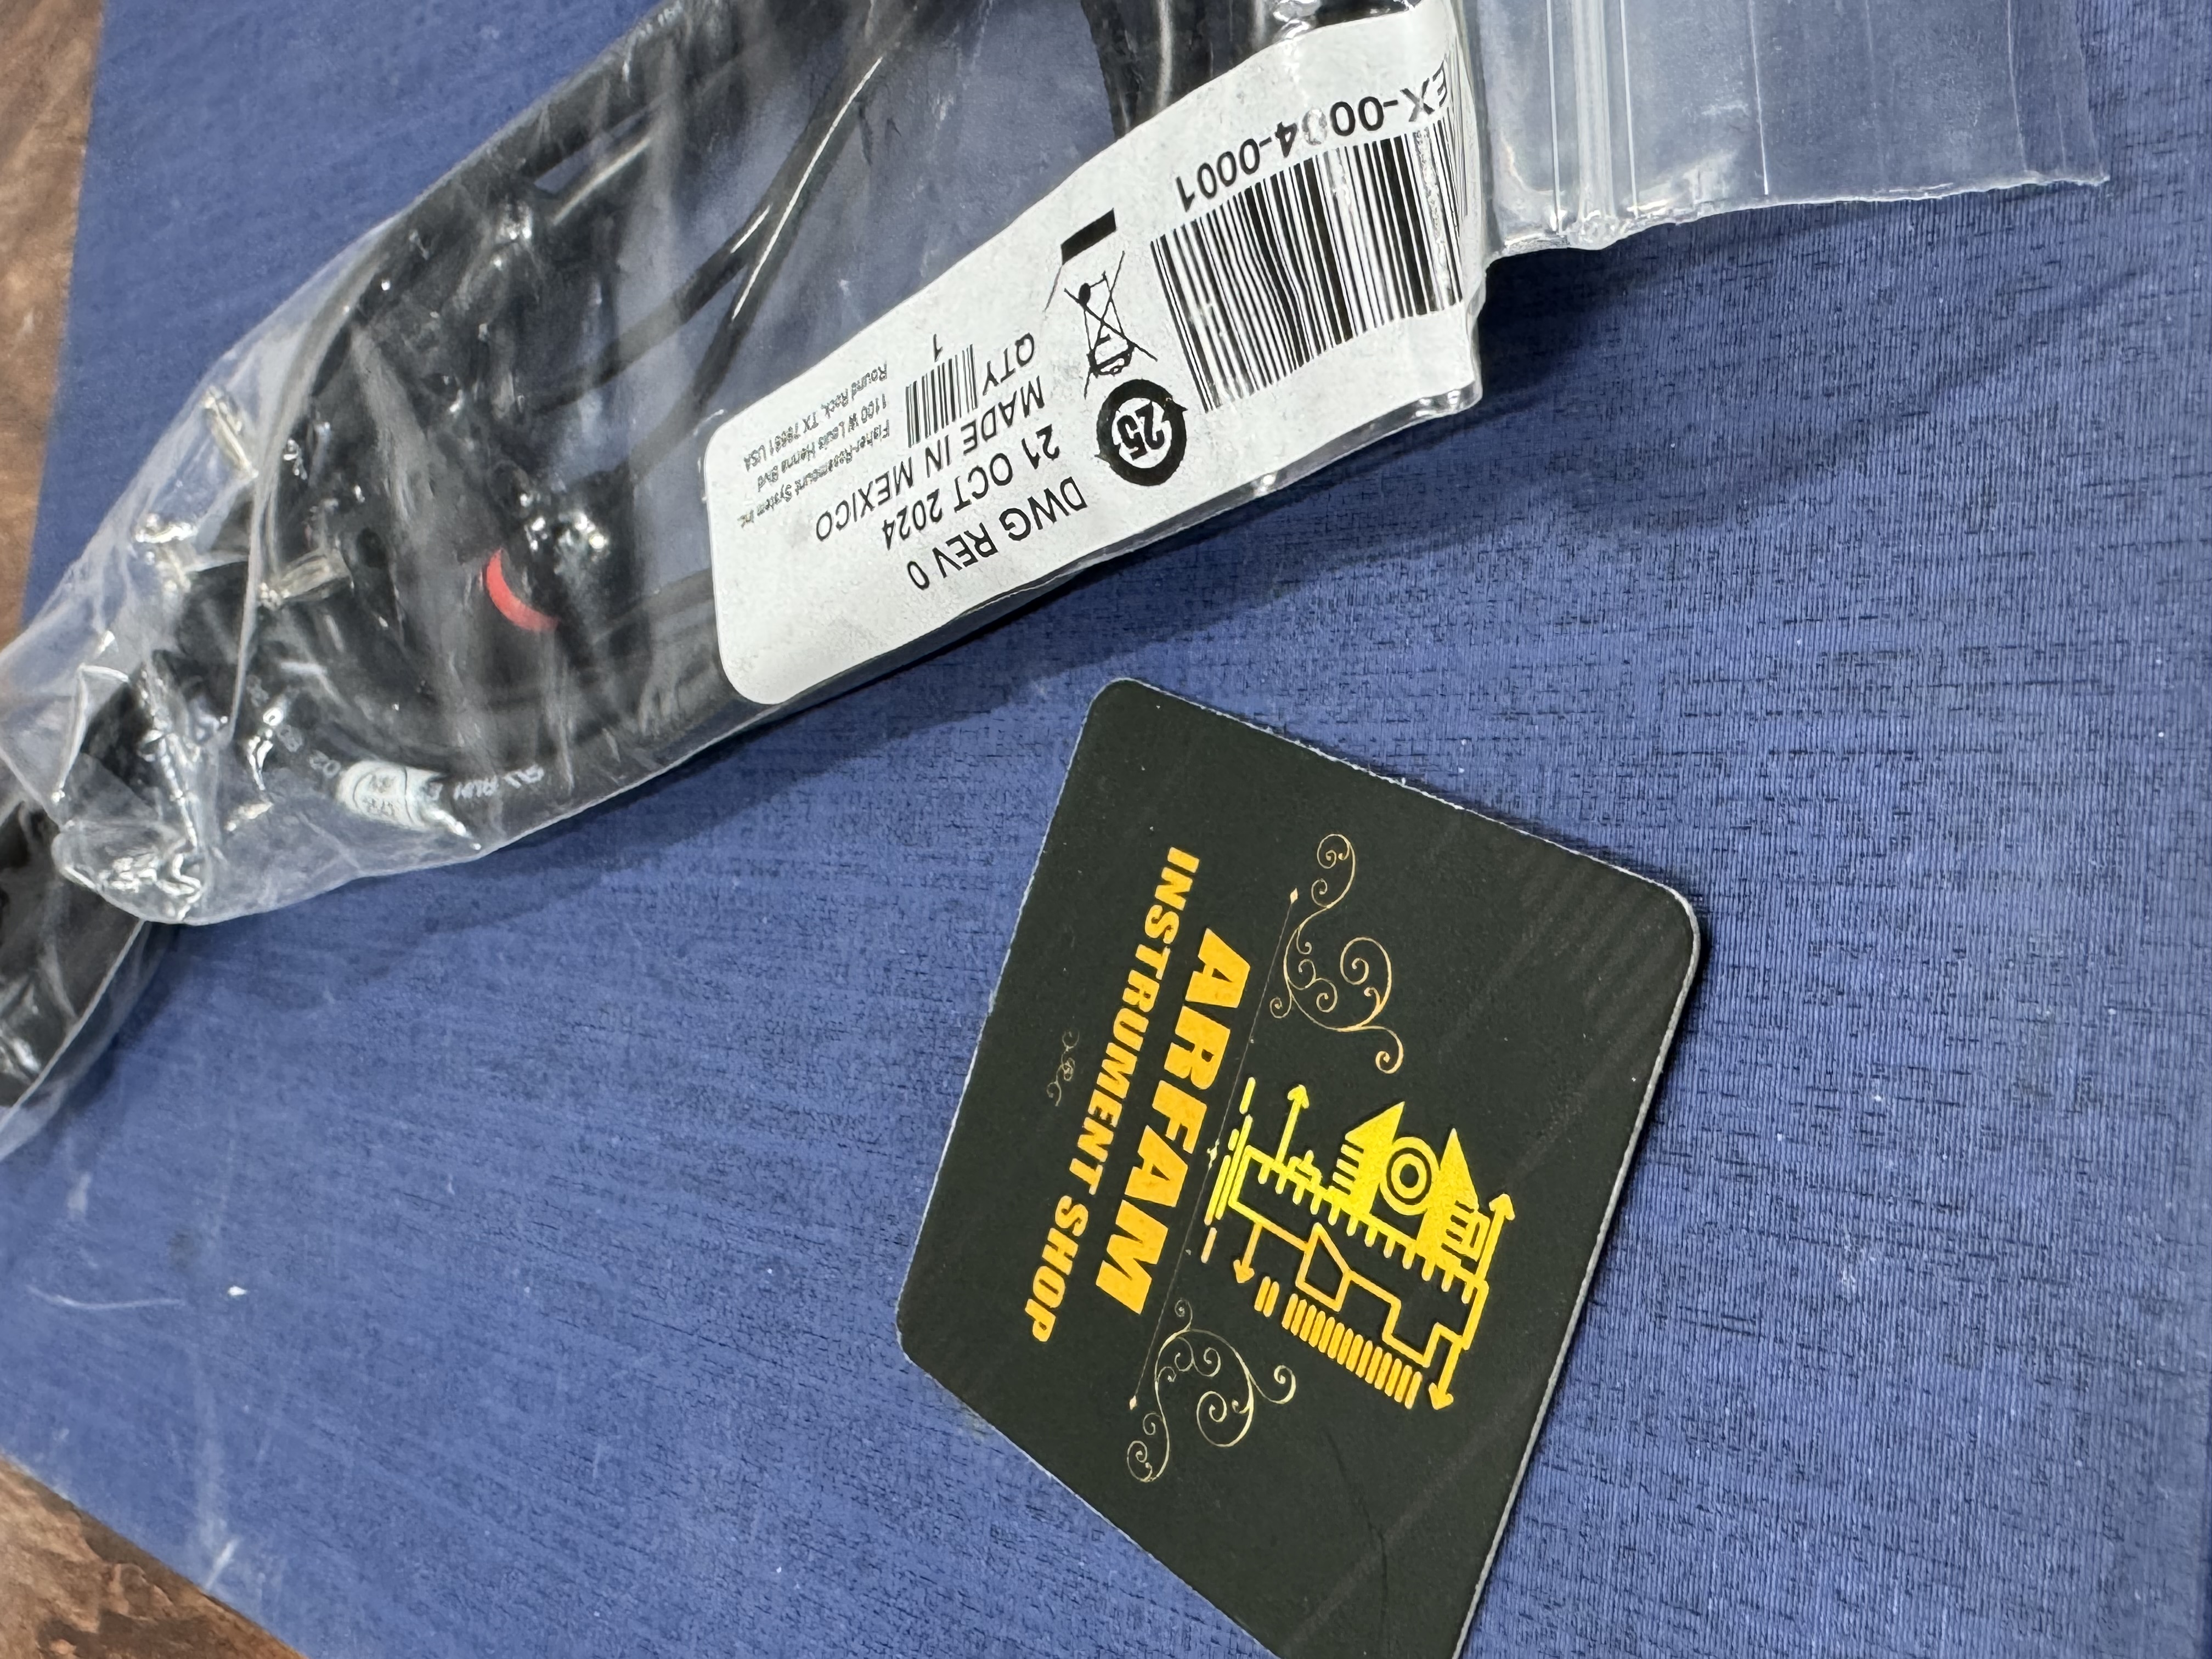 EX-0004-0001
25
DWG REV 0
21 OCT 2024
MADE IN MEXICO
QTY
1
Fisher-Rosemount System Inc.
1100 W Louis Henna Blvd
Round Rock, TX 78681 USA
ARFAM
INSTRUMENT SHOP